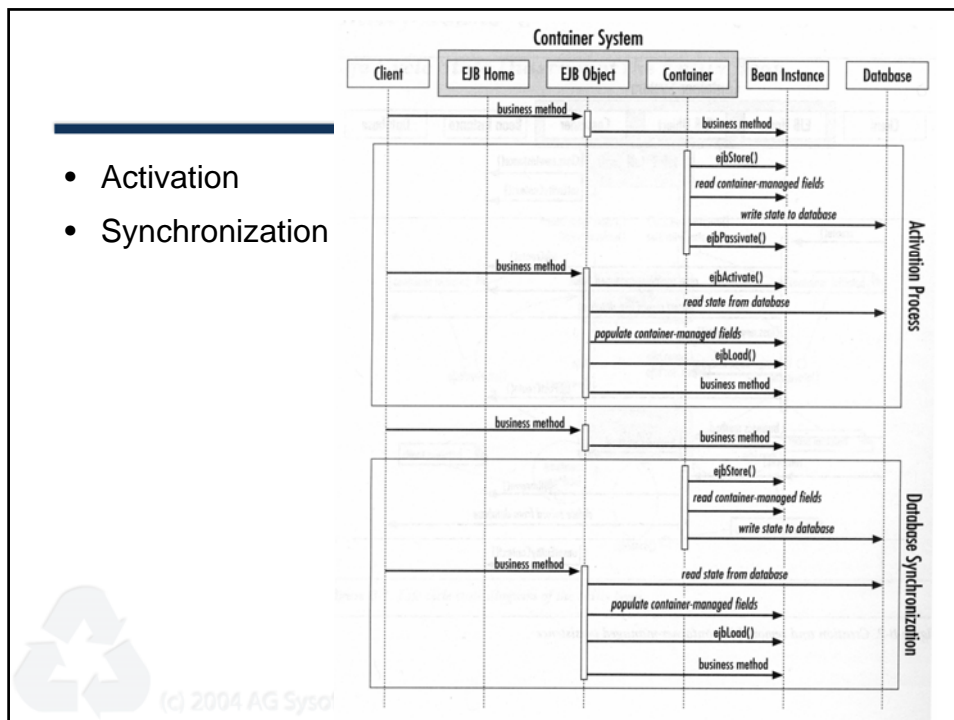 • Activation
• Synchronization
Container System
Client
EJB Home
EJB Object
Container
Bean Instance
Database
business method
business method
ejbStore()
read container-managed fields
write state to database
ejbPassivate()
business method
ejbActivate()
read state from database
populate container-managed fields
ejbLoad()
business method
Activation Process
business method
business method
ejbStore()
read container-managed fields
write state to database
business method
read state from database
populate container-managed fields
ejbLoad()
business method
Database Synchronization
(c) 2004 AG